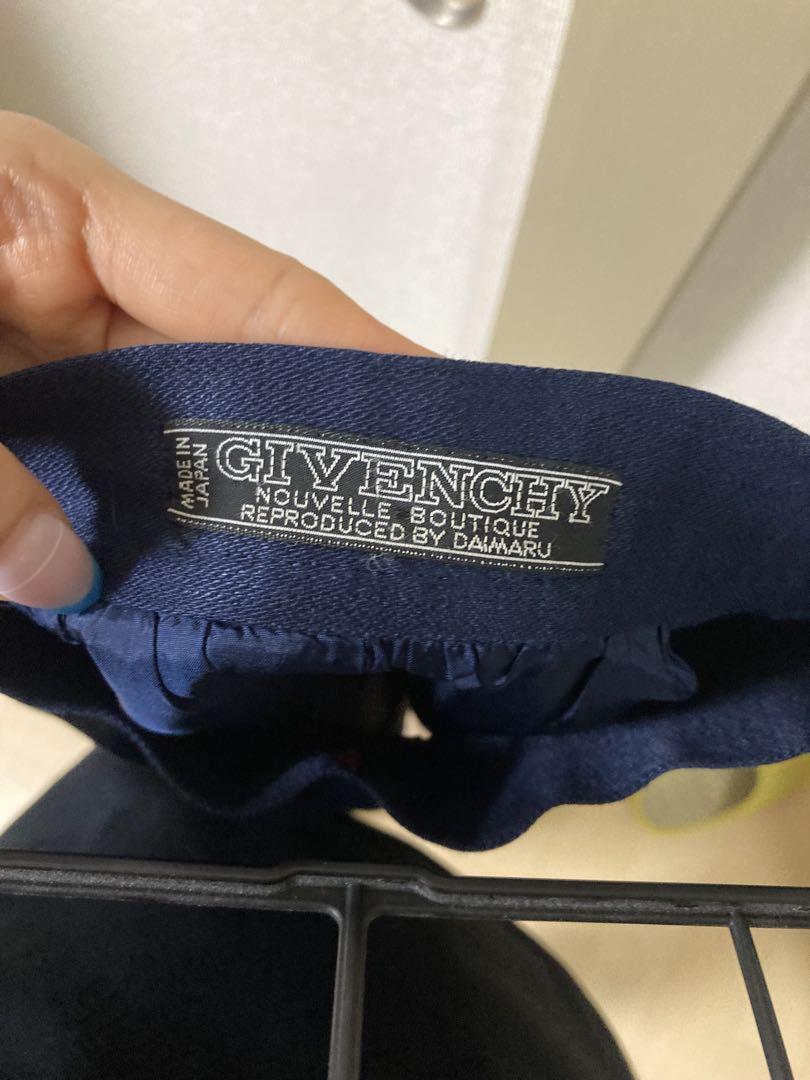 MADE IN
JAPAN
GIVENCHY
NOUVELLE BOUTIQUE
REPRODUCED BY DAIMARU